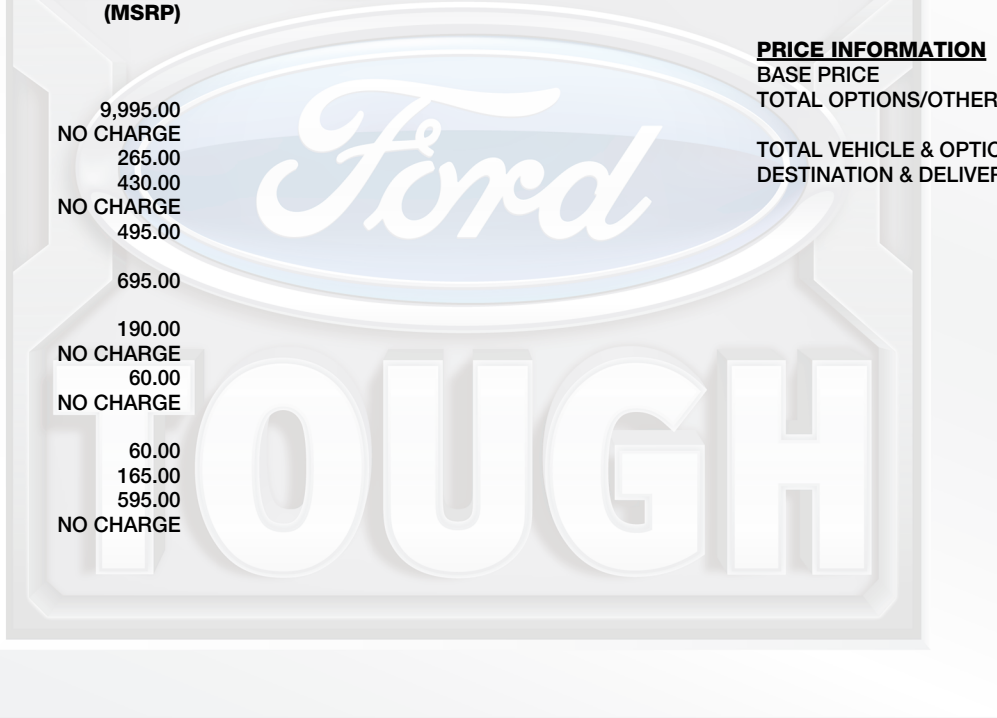 (MSRP)
9,995.00
NO CHARGE
265.00
430.00
NO CHARGE
495.00
695.00
190.00
NO CHARGE
60.00
NO CHARGE
60.00
165.00
595.00
NO CHARGE
PRICE INFORMATION
BASE PRICE
TOTAL OPTIONS/OTHER
TOTAL VEHICLE & OPTIO
DESTINATION & DELIVER
Ford
TOUGH